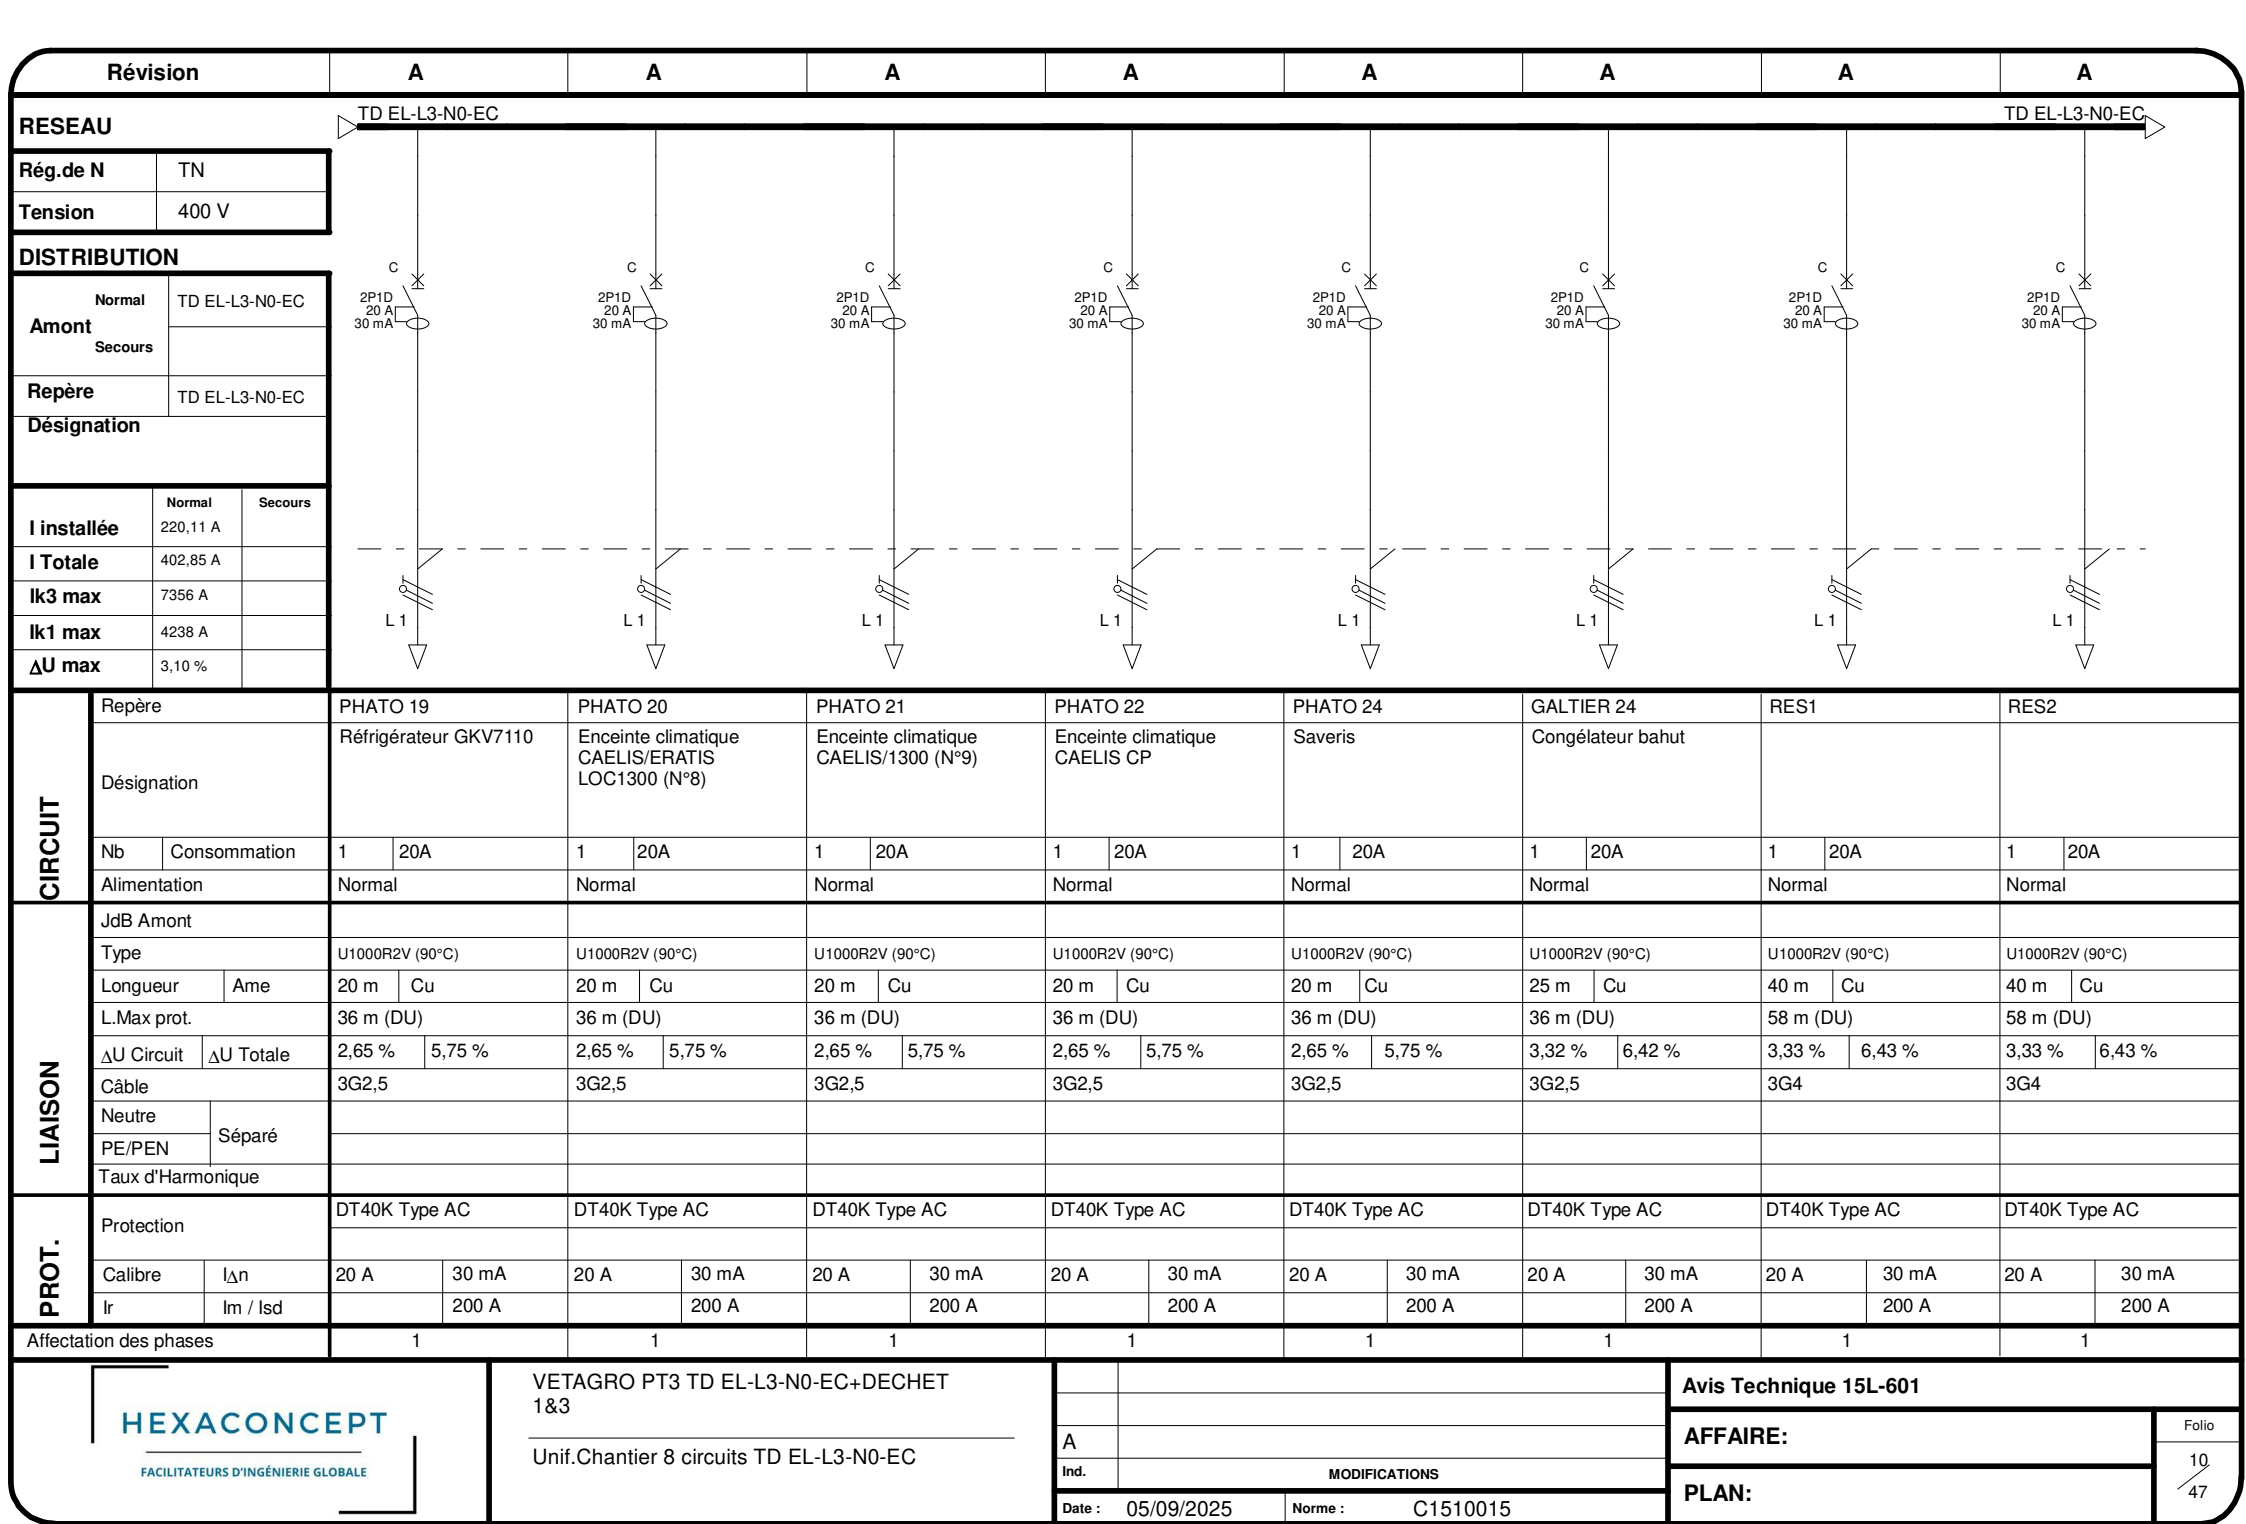 Révision A A A A A A A A
RESEAU
TD EL-L3-N0-EC TD EL-L3-N0-EC
Rég.de N TN
Tension 400 V
DISTRIBUTION
Amont Normal TD EL-L3-N0-EC
Secours
Repère TD EL-L3-N0-EC
Désignation
C C C C C C C C
2P1D 2P1D 2P1D 2P1D 2P1D 2P1D 2P1D 2P1D
20 A 20 A 20 A 20 A 20 A 20 A 20 A 20 A
30 mA 30 mA 30 mA 30 mA 30 mA 30 mA 30 mA 30 mA
Normal Secours
I installée 220,11 A
I Totale 402,85 A
Ik3 max 7356 A
Ik1 max 4238 A
ΔU max 3,10 %
L 1 L 1 L 1 L 1 L 1 L 1 L 1 L 1
CIRCUIT
Repère PHATO 19 PHATO 20 PHATO 21 PHATO 22 PHATO 24 GALTIER 24 RES1 RES2
Désignation
Réfrigérateur GKV7110
Enceinte climatique
CAELIS/ERATIS
LOC1300 (N°8)
Enceinte climatique
CAELIS/1300 (N°9)
Enceinte climatique
CAELIS CP
Saveris
Congélateur bahut
Nb Consommation 1 20A 1 20A 1 20A 1 20A 1 20A 1 20A 1 20A 1 20A
Alimentation Normal Normal Normal Normal Normal Normal Normal Normal
LIAISON
JdB Amont
Type U1000R2V (90°C) U1000R2V (90°C) U1000R2V (90°C) U1000R2V (90°C) U1000R2V (90°C) U1000R2V (90°C) U1000R2V (90°C) U1000R2V (90°C)
Longueur Ame 20 m Cu 20 m Cu 20 m Cu 20 m Cu 20 m Cu 25 m Cu 40 m Cu 40 m Cu
L.Max prot. 36 m (DU) 36 m (DU) 36 m (DU) 36 m (DU) 36 m (DU) 36 m (DU) 58 m (DU) 58 m (DU)
ΔU Circuit ΔU Totale 2,65 % 5,75 % 2,65 % 5,75 % 2,65 % 5,75 % 2,65 % 5,75 % 2,65 % 5,75 % 3,32 % 6,42 % 3,33 % 6,43 % 3,33 % 6,43 %
Câble 3G2,5 3G2,5 3G2,5 3G2,5 3G2,5 3G2,5 3G4 3G4
Neutre
Séparé
PE/PEN
Taux d'Harmonique
PROT.
Protection DT40K Type AC DT40K Type AC DT40K Type AC DT40K Type AC DT40K Type AC DT40K Type AC DT40K Type AC DT40K Type AC
Calibre IΔn 20 A 30 mA 20 A 30 mA 20 A 30 mA 20 A 30 mA 20 A 30 mA 20 A 30 mA 20 A 30 mA 20 A 30 mA
Ir Im / Isd 200 A 200 A 200 A 200 A 200 A 200 A 200 A 200 A
Affectation des phases 1 1 1 1 1 1 1 1
HEXACONCEPT
FACILITATEURS D'INGÉNIERIE GLOBALE
VETAGRO PT3 TD EL-L3-N0-EC+DECHET
1&3
Unif.Chantier 8 circuits TD EL-L3-N0-EC
A
Ind. MODIFICATIONS
Date : 05/09/2025 Norme : C1510015
Avis Technique 15L-601
AFFAIRE:
PLAN:
Folio
10
47